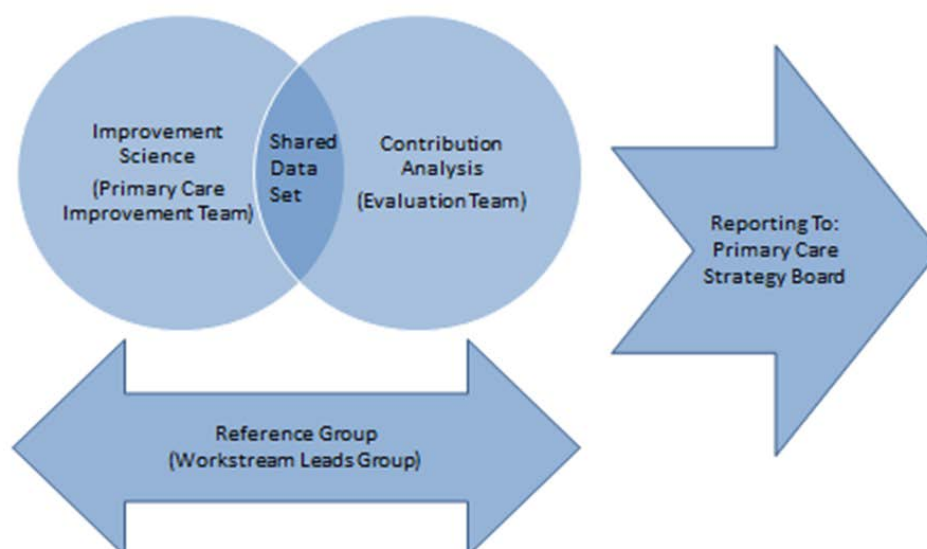 Improvement
Science
(Primary Care
Improvement Team)
Shared
Data
Set
Contribution
Analysis
(Evaluation Team)
Reporting To:
Primary Care
Strategy Board
Reference Group
(Workstream Leads Group)